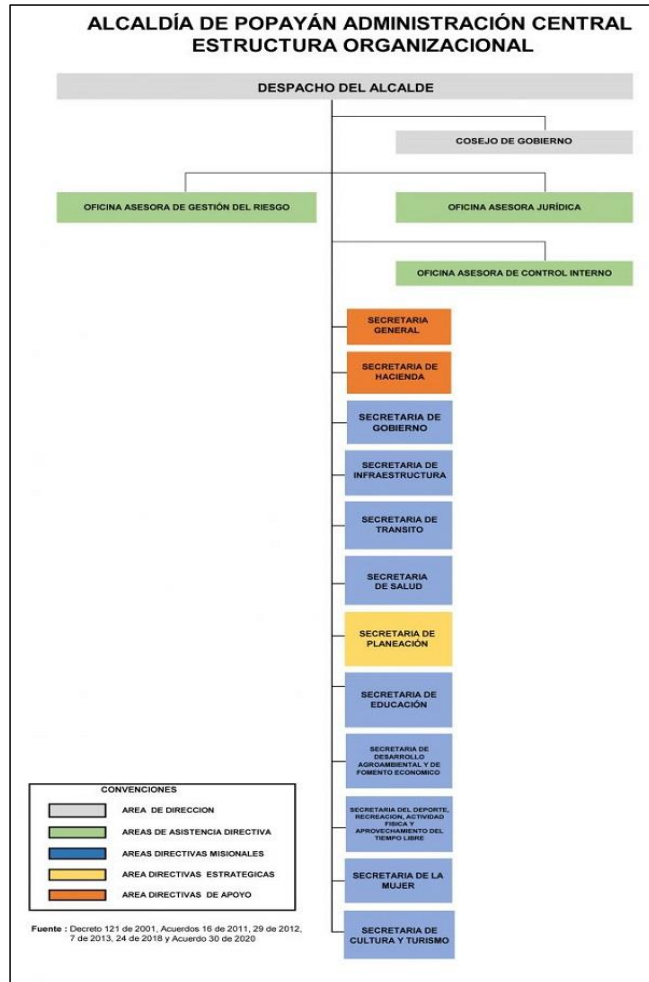 ALCALDÍA DE POPAYÁN ADMINISTRACIÓN CENTRAL
ESTRUCTURA ORGANIZACIONAL
DESPACHO DEL ALCALDE
COSEJO DE GOBIERNO
OFICINA ASESORA DE GESTIÓN DEL RIESGO
OFICINA ASESORA JURÍDICA
OFICINA ASESORA DE CONTROL INTERNO
SECRETARIA
GENERAL
SECRETARIA DE
HACIENDA
SECRETARIA DE
GOBIERNO
SECRETARIA DE
INFRAESTRUCTURA
SECRETARIA DE
TRANSITO
SECRETARIA
DE SALUD
SECRETARIA DE
PLANEACIÓN
SECRETARIA DE
EDUCACIÓN
SECRETARIA DE
DESARROLLO
AGROAMBIENTAL Y DE
FOMENTO ECONOMICO
SECRETARIA DEL DEPORTE,
RECREACION, ACTIVIDAD
FISICA Y
APROVECHAMIENTO DEL
TIEMPO LIBRE
SECRETARIA DE LA
MUJER
SECRETARIA DE
CULTURA Y TURISMO
CONVENCIONES
AREA DE DIRECCION
AREAS DE ASISTENCIA DIRECTIVA
AREAS DIRECTIVAS MISIONALES
AREA DIRECTIVAS ESTRATEGICAS
AREA DIRECTIVAS DE APOYO
Fuente : Decreto 121 de 2001, Acuerdos 16 de 2011, 29 de 2012,
7 de 2013, 24 de 2018 y Acuerdo 30 de 2020